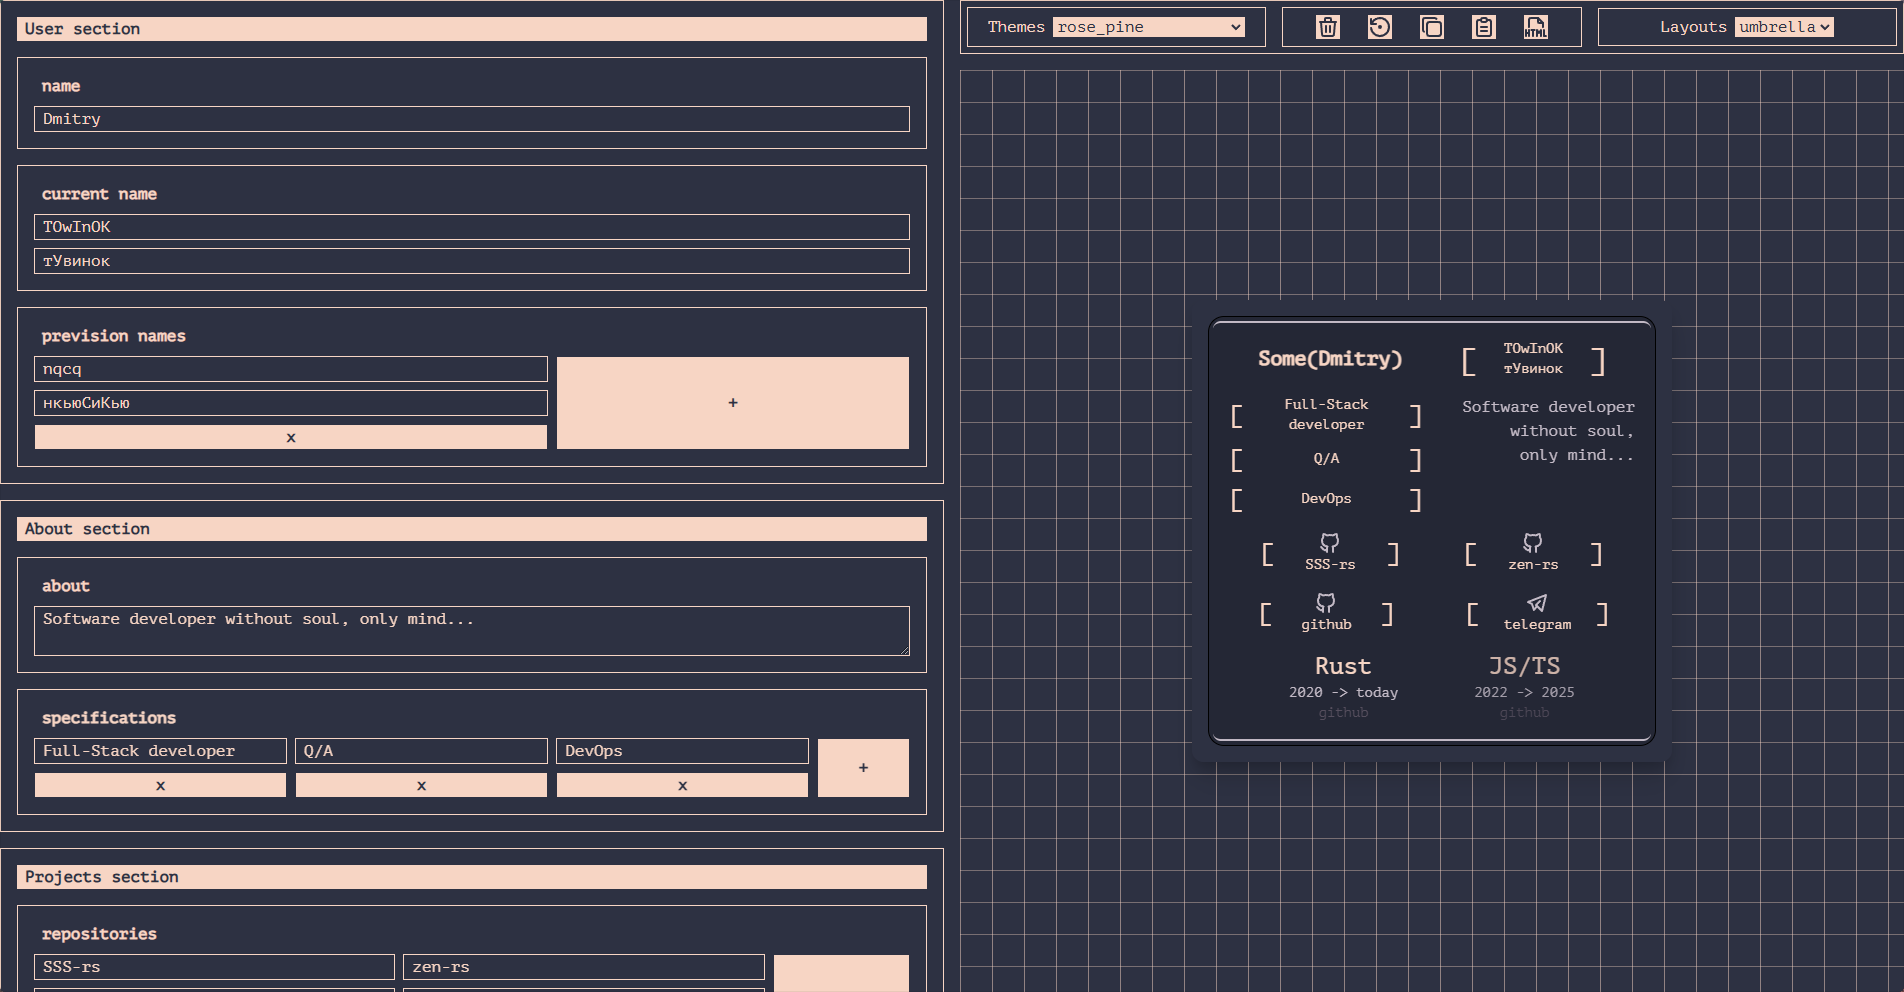 User section
name
Dmitry
current name
TOwInOK
тУвинок
prevision names
nqcq
нкьюСиКью
x
+
About section
about
Software developer without soul, only mind...
specifications
Full-Stack developer
Q/A
DevOps
x
x
x
+
Projects section
repositories
SSS-rs
zen-rs
Themes
rose_pine
HTML
Layouts
umbrella
Some(Dmitry)
[ TOwInOK
тУвинок ]
[ Full-Stack
developer ]
[ Q/A ]
[ DevOps ]
Software developer
without soul,
only mind...
[ SSS-rs ]
[ zen-rs ]
[ github ]
[ telegram ]
Rust
2020 -> today
github
JS/TS
2022 -> 2025
github